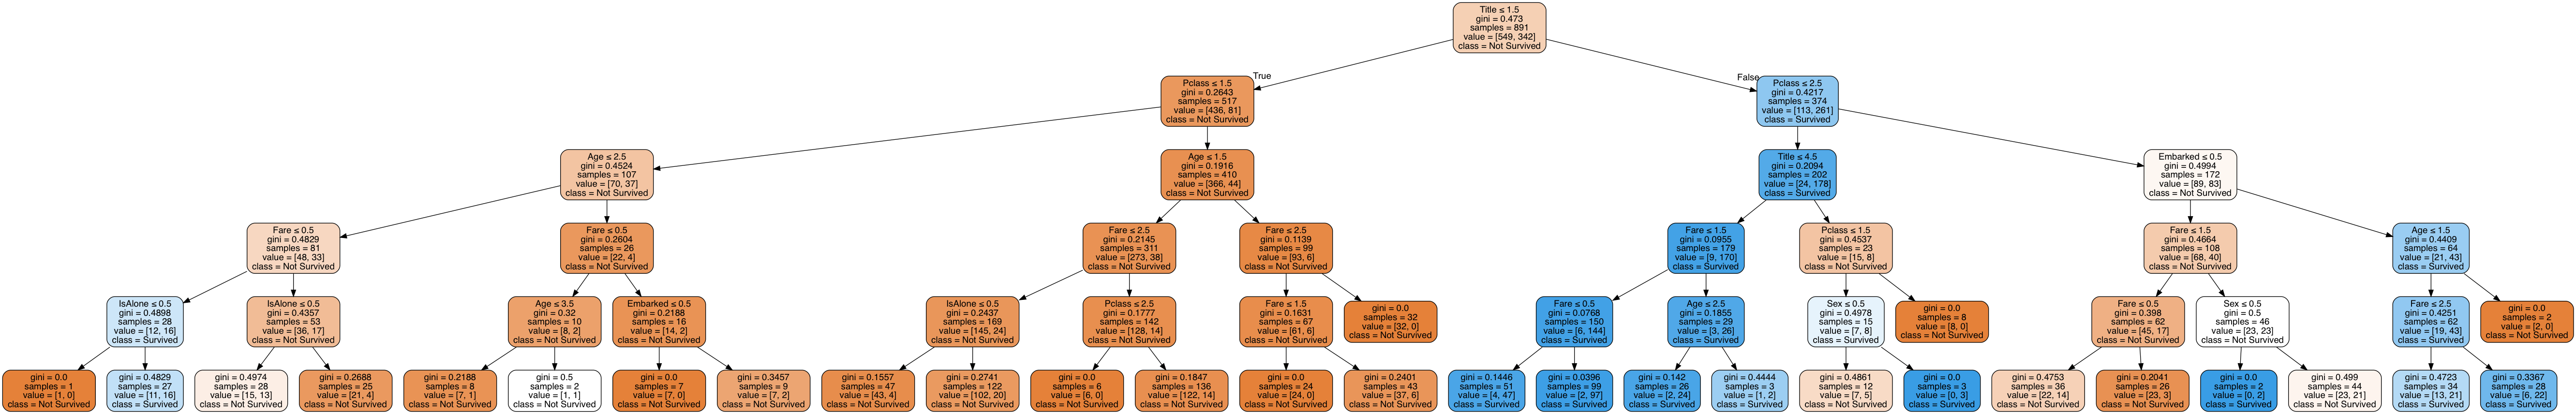 Title ≤ 1.5
gini = 0.473
samples = 891
value = [549, 342]
class = Not Survived
True
False
Pclass ≤ 1.5
gini = 0.2643
samples = 517
value = [436, 81]
class = Not Survived
Pclass ≤ 2.5
gini = 0.4217
samples = 374
value = [113, 261]
class = Survived
Age ≤ 2.5
gini = 0.4524
samples = 107
value = [70, 37]
class = Not Survived
Age ≤ 1.5
gini = 0.1916
samples = 410
value = [366, 44]
class = Not Survived
Title ≤ 4.5
gini = 0.2094
samples = 202
value = [24, 178]
class = Survived
Embarked ≤ 0.5
gini = 0.4994
samples = 172
value = [89, 83]
class = Not Survived
Fare ≤ 0.5
gini = 0.4829
samples = 81
value = [48, 33]
class = Not Survived
Fare ≤ 0.5
gini = 0.2604
samples = 26
value = [22, 4]
class = Not Survived
Fare ≤ 2.5
gini = 0.2145
samples = 311
value = [273, 38]
class = Not Survived
Fare ≤ 2.5
gini = 0.1139
samples = 99
value = [93, 6]
class = Not Survived
Fare ≤ 1.5
gini = 0.0955
samples = 179
value = [9, 170]
class = Survived
Pclass ≤ 1.5
gini = 0.4537
samples = 23
value = [15, 8]
class = Not Survived
Fare ≤ 1.5
gini = 0.4664
samples = 108
value = [68, 40]
class = Not Survived
Age ≤ 1.5
gini = 0.4409
samples = 64
value = [21, 43]
class = Survived
IsAlone ≤ 0.5
gini = 0.4898
samples = 28
value = [12, 16]
class = Survived
IsAlone ≤ 0.5
gini = 0.4357
samples = 53
value = [36, 17]
class = Not Survived
Age ≤ 3.5
gini = 0.32
samples = 10
value = [8, 2]
class = Not Survived
Embarked ≤ 0.5
gini = 0.2188
samples = 16
value = [14, 2]
class = Not Survived
IsAlone ≤ 0.5
gini = 0.2437
samples = 169
value = [145, 24]
class = Not Survived
Pclass ≤ 2.5
gini = 0.1777
samples = 142
value = [128, 14]
class = Not Survived
Fare ≤ 1.5
gini = 0.1631
samples = 67
value = [61, 6]
class = Not Survived
gini = 0.0
samples = 32
value = [32, 0]
class = Not Survived
Fare ≤ 0.5
gini = 0.0768
samples = 150
value = [6, 144]
class = Survived
Age ≤ 2.5
gini = 0.1855
samples = 29
value = [3, 26]
class = Survived
Sex ≤ 0.5
gini = 0.4978
samples = 15
value = [7, 8]
class = Survived
gini = 0.0
samples = 8
value = [8, 0]
class = Not Survived
Fare ≤ 0.5
gini = 0.398
samples = 62
value = [45, 17]
class = Not Survived
Sex ≤ 0.5
gini = 0.5
samples = 46
value = [23, 23]
class = Not Survived
Fare ≤ 2.5
gini = 0.4251
samples = 62
value = [19, 43]
class = Survived
gini = 0.0
samples = 2
value = [2, 0]
class = Not Survived
gini = 0.0
samples = 1
value = [1, 0]
class = Not Survived
gini = 0.4829
samples = 27
value = [11, 16]
class = Survived
gini = 0.4974
samples = 28
value = [15, 13]
class = Not Survived
gini = 0.2688
samples = 25
value = [21, 4]
class = Not Survived
gini = 0.2188
samples = 8
value = [7, 1]
class = Not Survived
gini = 0.5
samples = 2
value = [1, 1]
class = Not Survived
gini = 0.0
samples = 7
value = [7, 0]
class = Not Survived
gini = 0.3457
samples = 9
value = [7, 2]
class = Not Survived
gini = 0.1557
samples = 47
value = [43, 4]
class = Not Survived
gini = 0.2741
samples = 122
value = [102, 20]
class = Not Survived
gini = 0.0
samples = 6
value = [6, 0]
class = Not Survived
gini = 0.1847
samples = 136
value = [122, 14]
class = Not Survived
gini = 0.0
samples = 24
value = [24, 0]
class = Not Survived
gini = 0.2401
samples = 43
value = [37, 6]
class = Not Survived
gini = 0.1446
samples = 51
value = [4, 47]
class = Survived
gini = 0.0396
samples = 99
value = [2, 97]
class = Survived
gini = 0.142
samples = 26
value = [2, 24]
class = Survived
gini = 0.4444
samples = 3
value = [1, 2]
class = Survived
gini = 0.4861
samples = 12
value = [7, 5]
class = Not Survived
gini = 0.0
samples = 3
value = [0, 3]
class = Survived
gini = 0.4753
samples = 36
value = [22, 14]
class = Not Survived
gini = 0.2041
samples = 26
value = [23, 3]
class = Not Survived
gini = 0.0
samples = 2
value = [0, 2]
class = Survived
gini = 0.499
samples = 44
value = [23, 21]
class = Not Survived
gini = 0.4723
samples = 34
value = [13, 21]
class = Survived
gini = 0.3367
samples = 28
value = [6, 22]
class = Survived